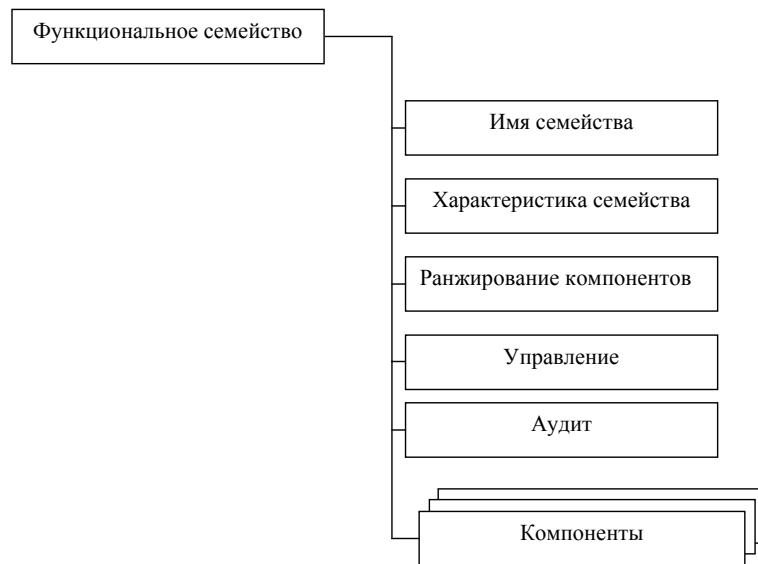 Функциональное семейство
Имя семейства
Характеристика семейства
Ранжирование компонентов
Управление
Аудит
Компоненты